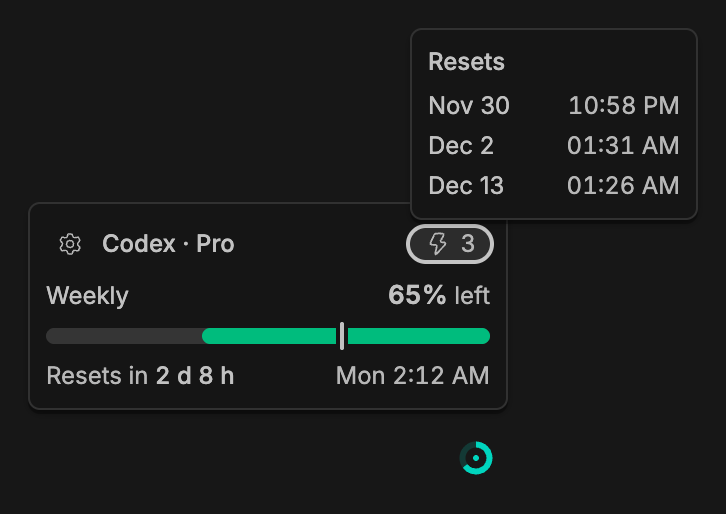 Resets
Nov 30 10:58 PM
Dec 2 01:31 AM
Dec 13 01:26 AM
Codex · Pro 3
Weekly 65% left
Resets in 2 d 8 h Mon 2:12 AM